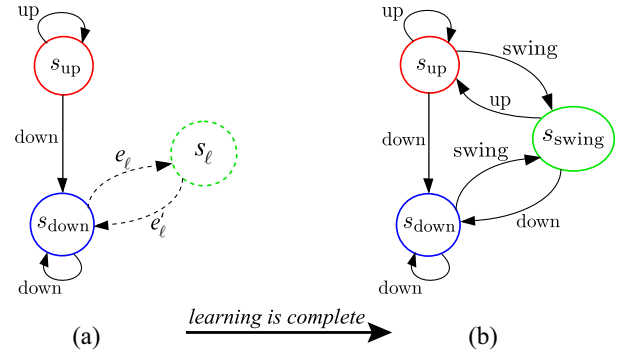 up
s_up
down
e_ℓ
s_ℓ
e'_ℓ
s_down
down
(a)
learning is complete
up
s_up
swing
up
s_swing
down
swing
s_down
down
down
(b)